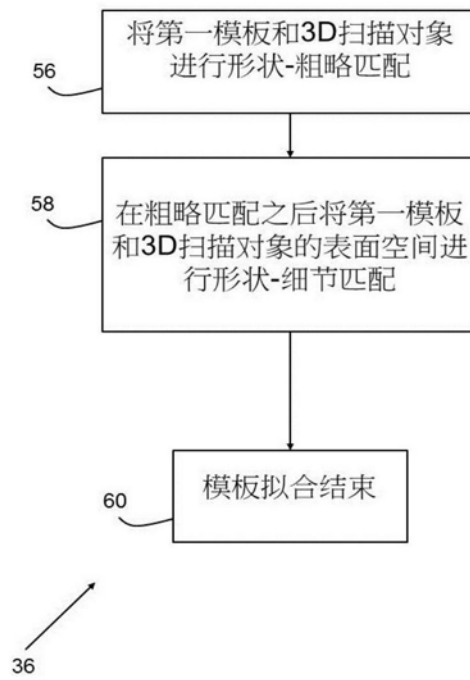 将第一模板和3D扫描对象
进行形状-粗略匹配
56
58
在粗略匹配之后将第一模板
和3D扫描对象的表面空间进
行形状-细节匹配
模板拟合结束
60
36